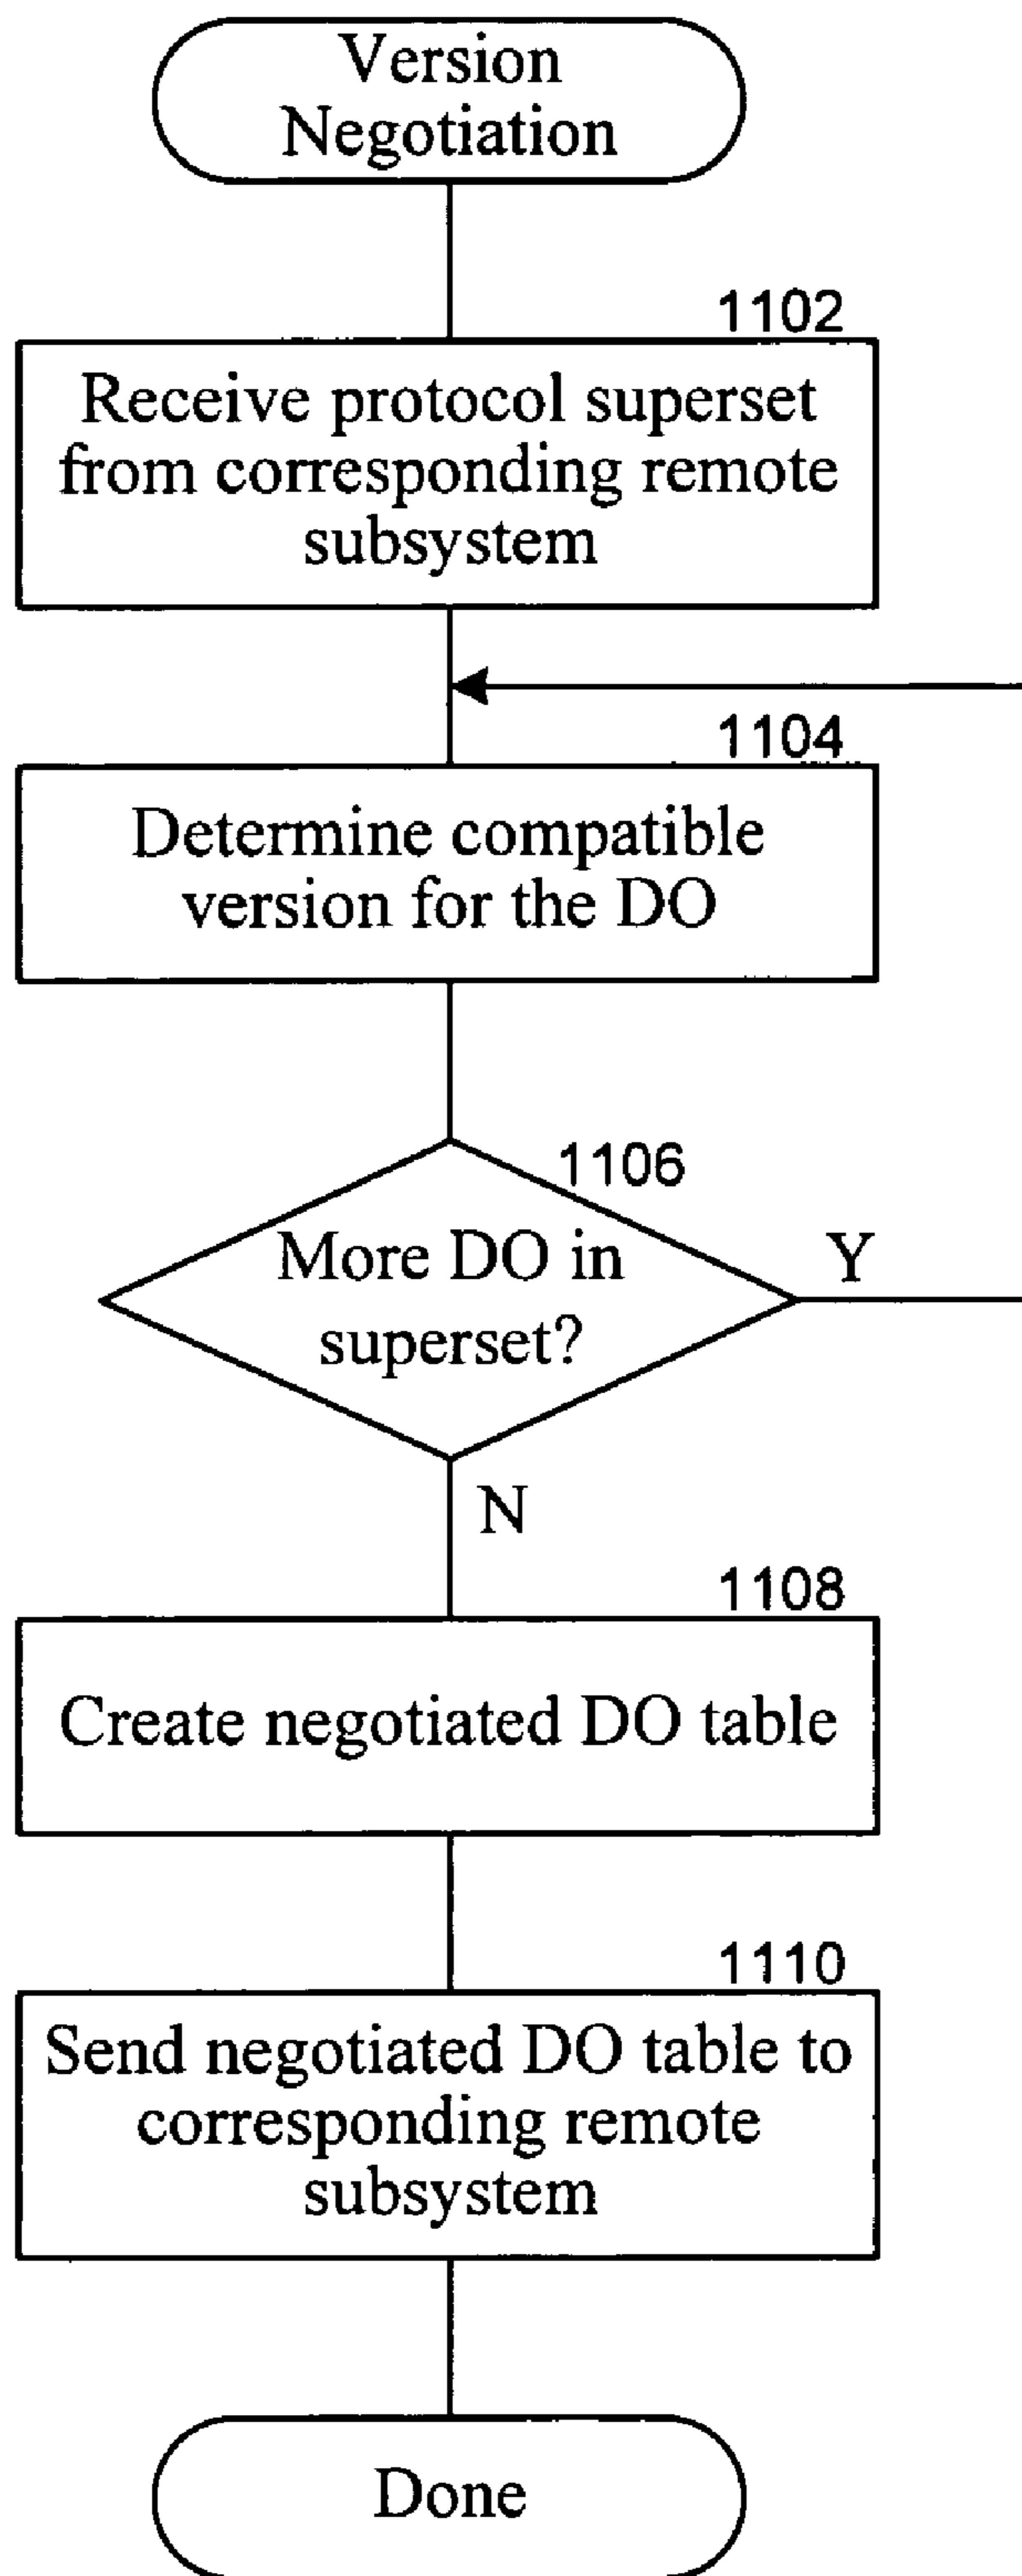 Version
Negotiation
1102
Receive protocol superset
from corresponding remote
subsystem
1104
Determine compatible
version for the DO
1106
More DO in
superset?
Y
N
1108
Create negotiated DO table
1110
Send negotiated DO table to
corresponding remote
subsystem
Done